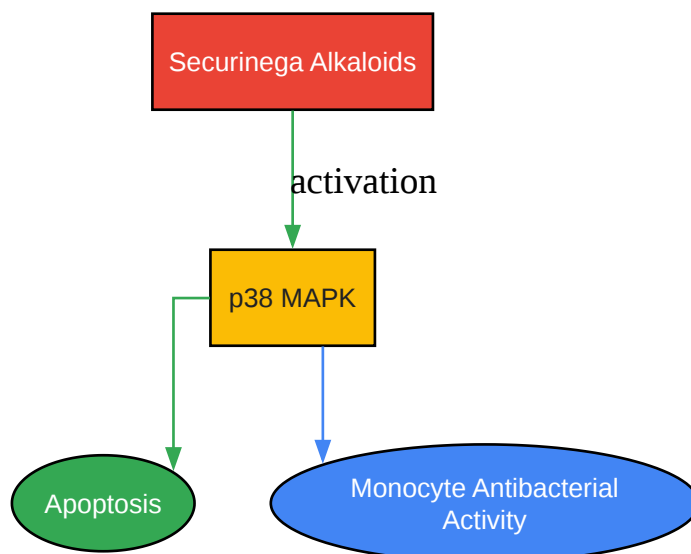 Securinega Alkaloids
activation
p38 MAPK
Apoptosis
Monocyte Antibacterial
Activity